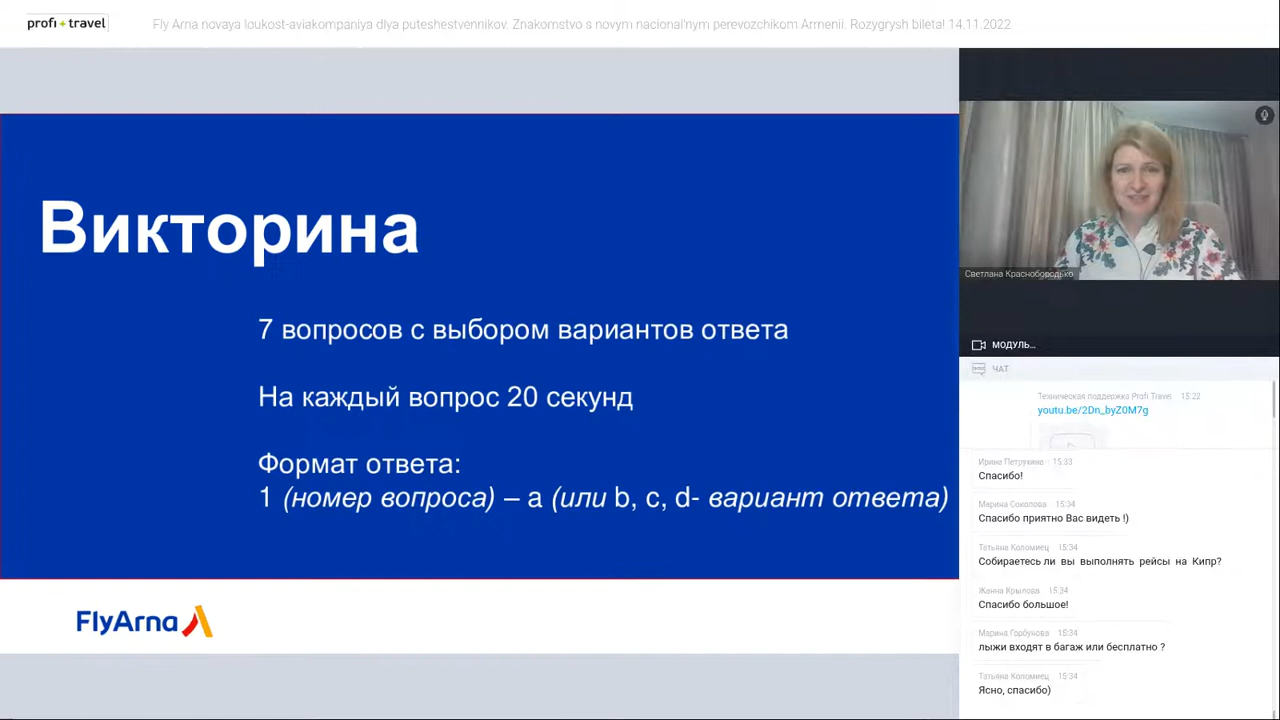 profi travel
Fly Arna novaya loukost-aviakompaniya dlya puteshestvennikov. Znakomstvo s novym nacional'nym perevozchikom Armenii. Rozygrysh bileta! 14.11.2022
Викторина
7 вопросов с выбором вариантов ответа
На каждый вопрос 20 секунд
Формат ответа:
1 (номер вопроса) – a (или b, c, d- вариант ответа)
FlyArna
Светлана Краснобородько
МОДУЛЬ...
ЧАТ
Техническая поддержка Profi Travel 15:22
youtu.be/2Dn_byZ0M7g
Ирина Петрухина 15:33
Спасибо!
Марина Соколова 15:34
Спасибо приятно Вас видеть !)
Татьяна Коломиец 15:34
Собираетесь ли вы выполнять рейсы на Кипр?
Жанна Крылова 15:34
Спасибо большое!
Марина Горбунова 15:34
лыжи входят в багаж или бесплатно ?
Татьяна Коломиец 15:34
Ясно, спасибо)